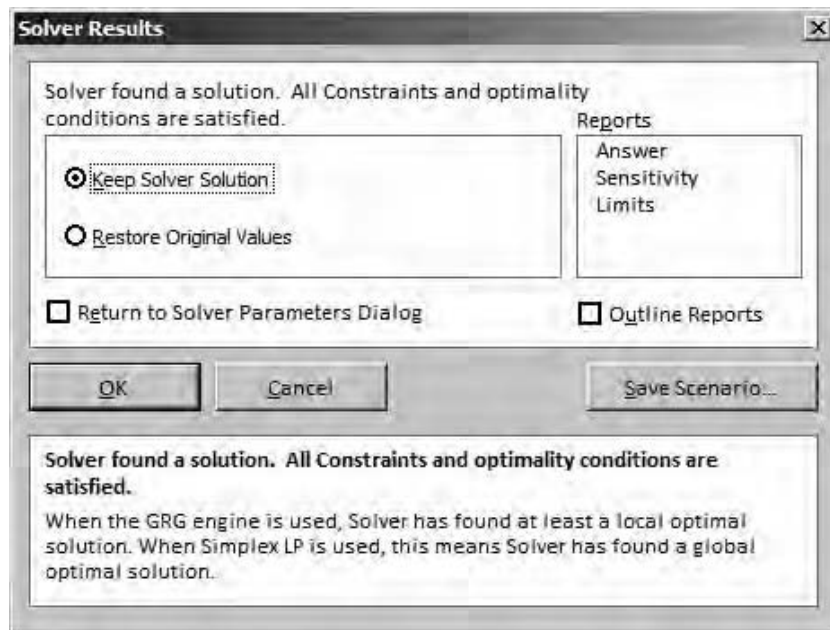 Solver Results
Solver found a solution. All Constraints and optimality
conditions are satisfied.
Reports
Keep Solver Solution
Restore Original Values
Answer
Sensitivity
Limits
Return to Solver Parameters Dialog
Outline Reports
OK
Cancel
Save Scenario...
Solver found a solution. All Constraints and optimality conditions are
satisfied.
When the GRG engine is used, Solver has found at least a local optimal
solution. When Simplex LP is used, this means Solver has found a global
optimal solution.